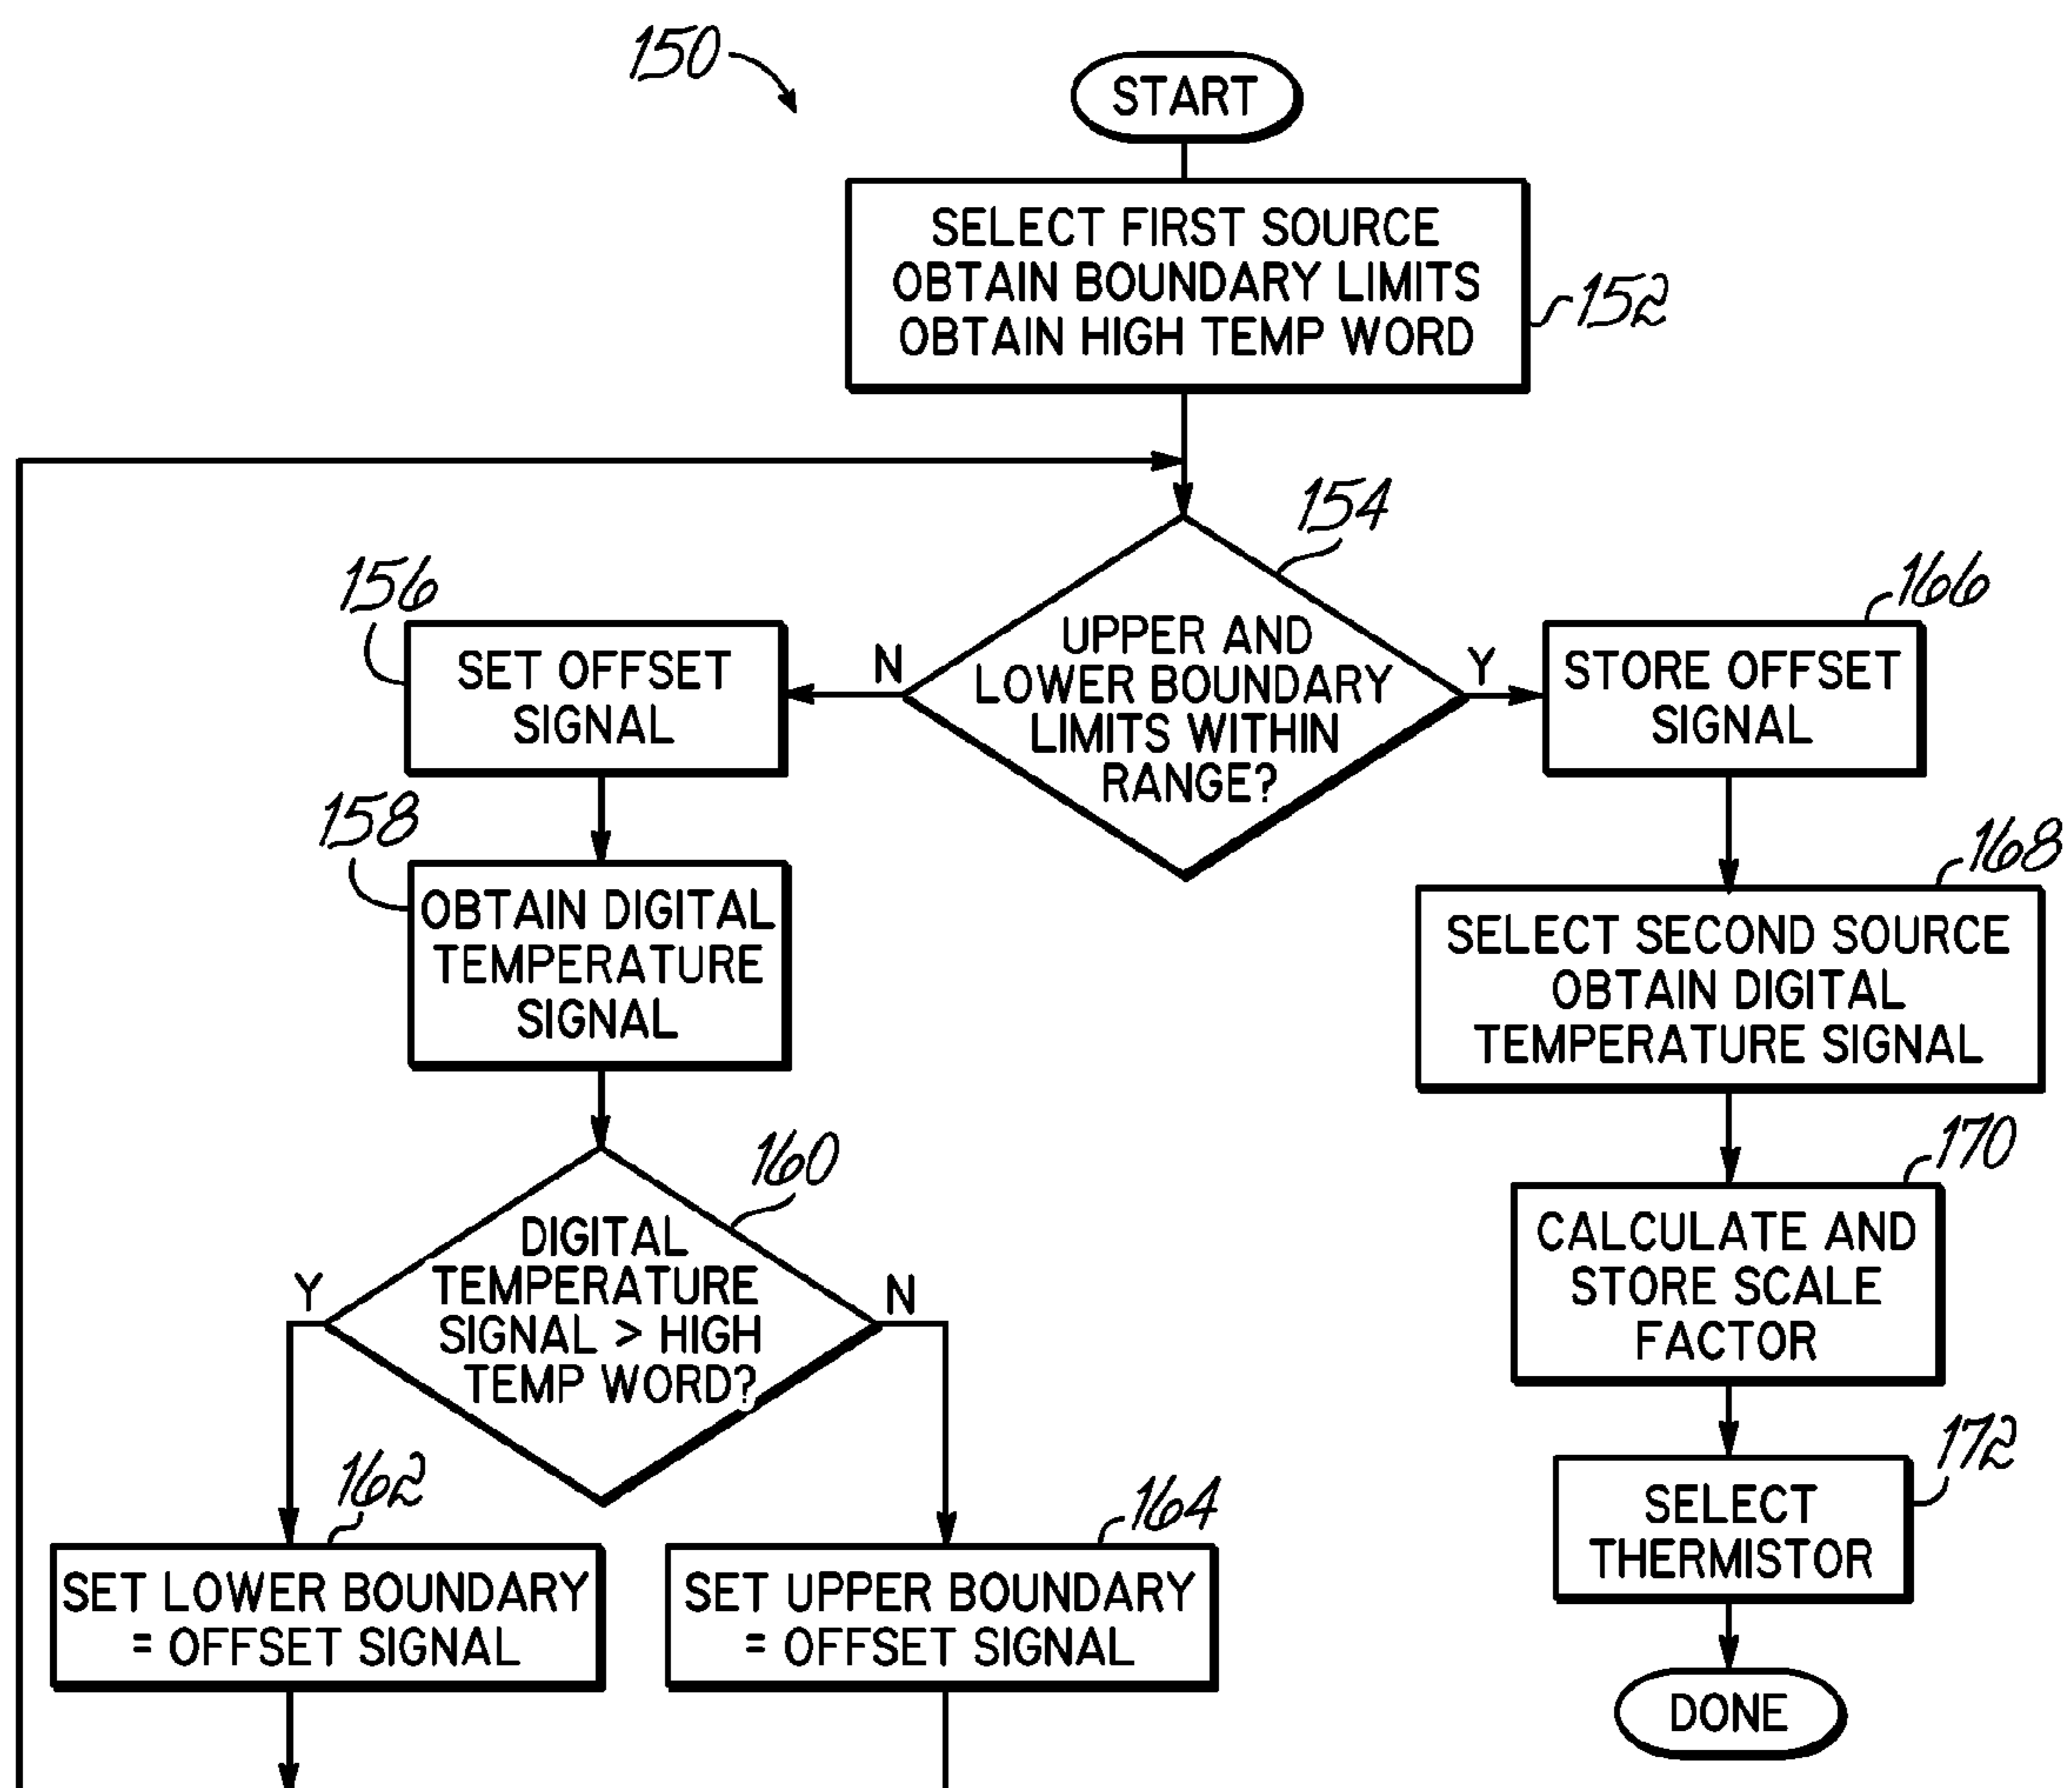 150
START
SELECT FIRST SOURCE
OBTAIN BOUNDARY LIMITS
OBTAIN HIGH TEMP WORD
152
154
UPPER AND
LOWER BOUNDARY
LIMITS WITHIN
RANGE?
N
Y
156
SET OFFSET
SIGNAL
158
OBTAIN DIGITAL
TEMPERATURE
SIGNAL
160
DIGITAL
TEMPERATURE
SIGNAL > HIGH
TEMP WORD?
Y
N
162
SET LOWER BOUNDARY
= OFFSET SIGNAL
164
SET UPPER BOUNDARY
= OFFSET SIGNAL
166
STORE OFFSET
SIGNAL
168
SELECT SECOND SOURCE
OBTAIN DIGITAL
TEMPERATURE SIGNAL
170
CALCULATE AND
STORE SCALE
FACTOR
172
SELECT
THERMISTOR
DONE